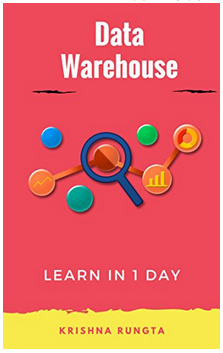 Data
Warehouse
LEARN IN 1 DAY
KRISHNA RUNGTA